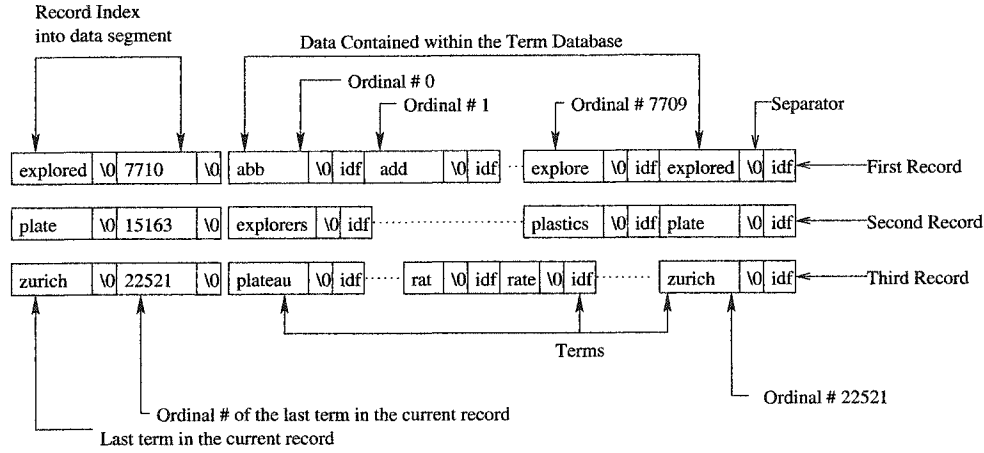 Record Index
into data segment
Data Contained within the Term Database
Ordinal # 0
Ordinal # 1
Ordinal # 7709
Separator
explored \0 7710 \0 abb \0 idf add \0 idf ... explore \0 idf explored \0 idf First Record
plate \0 15163 \0 explorers \0 idf ... plastics \0 idf plate \0 idf Second Record
zurich \0 22521 \0 plateau \0 idf ... rat \0 idf rate \0 idf ... zurich \0 idf Third Record
Terms
Ordinal # 22521
Ordinal # of the last term in the current record
Last term in the current record